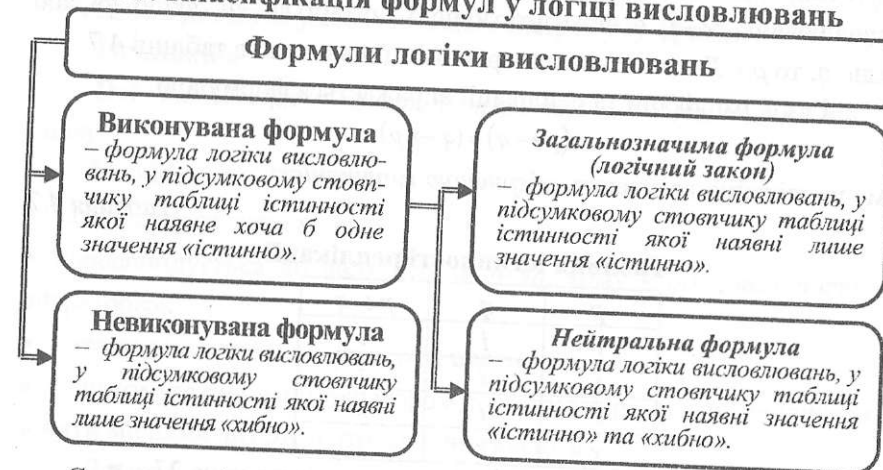 формул у логіці висловлювань
Формули логіки висловлювань
Виконувана формула
– формула логіки висловлю-
вань, у підсумковому стовп-
чику таблиці істинності
якої наявне хоча б одне
значення «істинно».
Загальнозначима формула
(логічний закон)
– формула логіки висловлювань, у
підсумковому стовпчику таблиці
істинності якої наявні лише
значення «істинно».
Невиконувана формула
– формула логіки висловлювань,
у підсумковому стовпчику
таблиці істинності якої наявні
лише значення «хибно».
Нейтральна формула
– формула логіки висловлювань, у
підсумковому стовпчику таблиці
істинності якої наявні значення
«істинно» та «хибно».